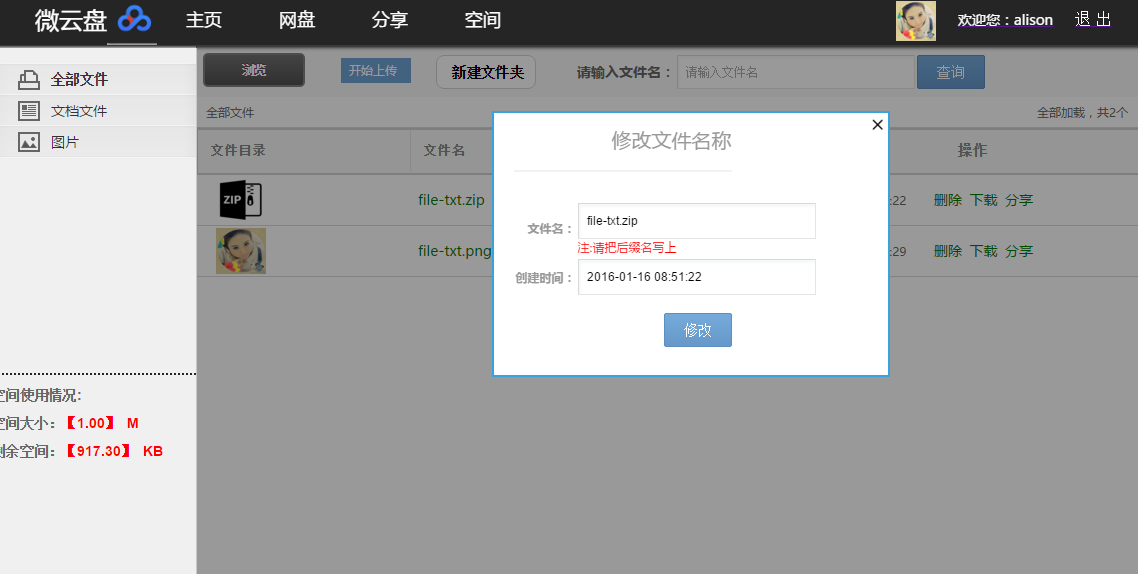 微云盘 主页 网盘 分享 空间 欢迎您：alison 退 出
全部文件
文档文件
图片
空间使用情况:
空间大小: 【1.00】 M
剩余空间: 【917.30】 KB
浏览 开始上传 新建文件夹 请输入文件名： 请输入文件名 查询
全部文件 全部加载，共2个
文件目录 文件名 操作
ZIP file-txt.zip :22 删除 下载 分享
file-txt.png :29 删除 下载 分享
修改文件名称
文件名： file-txt.zip
注:请把后缀名写上
创建时间： 2016-01-16 08:51:22
修改